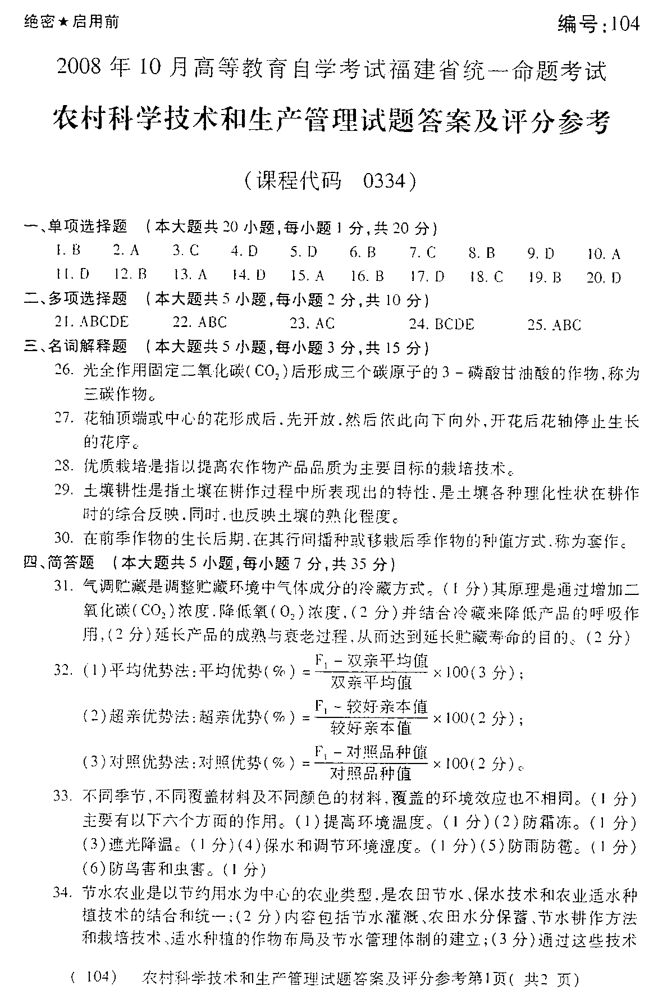 绝密★启用前
编号:104
2008 年 10 月高等教育自学考试福建省统一命题考试
农村科学技术和生产管理试题答案及评分参考
(课程代码 0334)
一、单项选择题 (本大题共 20 小题,每小题 1 分,共 20 分)
1. B 2. A 3. C 4. D 5. D 6. B 7. C 8. B 9. D 10. A
11. D 12. B 13. A 14. D 15. A 16. B 17. D 18. C 19. B 20. D
二、多项选择题 (本大题共 5 小题,每小题 2 分,共 10 分)
21. ABCDE 22. ABC 23. AC 24. BCDE 25. ABC
三、名词解释题 (本大题共 5 小题,每小题 3 分,共 15 分)
26. 光全作用固定二氧化碳(CO₂)后形成三个碳原子的 3－磷酸甘油酸的作物,称为
三碳作物。
27. 花轴顶端或中心的花形成后,先开放,然后依此向下向外,开花后花轴停止生长
的花序。
28. 优质栽培是指以提高农作物产品品质为主要目标的栽培技术。
29. 土壤耕性是指土壤在耕作过程中所表现出的特性,是土壤各种理化性状在耕作
时的综合反映,同时,也反映土壤的熟化程度。
30. 在前季作物的生长后期,在其行间播种或移栽后季作物的种值方式,称为套作。
四、简答题 (本大题共 5 小题,每小题 7 分,共 35 分)
31. 气调贮藏是调整贮藏环境中气体成分的冷藏方式。(1 分)其原理是通过增加二
氧化碳(CO₂)浓度,降低氧(O₂)浓度,(2 分)并结合冷藏来降低产品的呼吸作
用,(2 分)延长产品的成熟与衰老过程,从而达到延长贮藏寿命的目的。(2 分)
32. (1)平均优势法:平均优势(%) = F₁－双亲平均值 / 双亲平均值 ×100(3 分);
(2)超亲优势法:超亲优势(%) = F₁－较好亲本值 / 较好亲本值 ×100(2 分);
(3)对照优势法:对照优势(%) = F₁－对照品种值 / 对照品种值 ×100(2 分)。
33. 不同季节,不同覆盖材料及不同颜色的材料,覆盖的环境效应也不相同。(1 分)
主要有以下六个方面的作用。(1)提高环境温度。(1 分)(2)防霜冻。(1 分)
(3)遮光降温。(1 分)(4)保水和调节环境湿度。(1 分)(5)防雨防雹。(1 分)
(6)防鸟害和虫害。(1 分)
34. 节水农业是以节约用水为中心的农业类型,是农田节水、保水技术和农业适水种
植技术的结合和统一;(2 分)内容包括节水灌溉、农田水分保蓄、节水耕作方法
和栽培技术、适水种植的作物布局及节水管理体制的建立;(3 分)通过这些技术
( 104) 农村科学技术和生产管理试题答案及评分参考第1页( 共2 页)